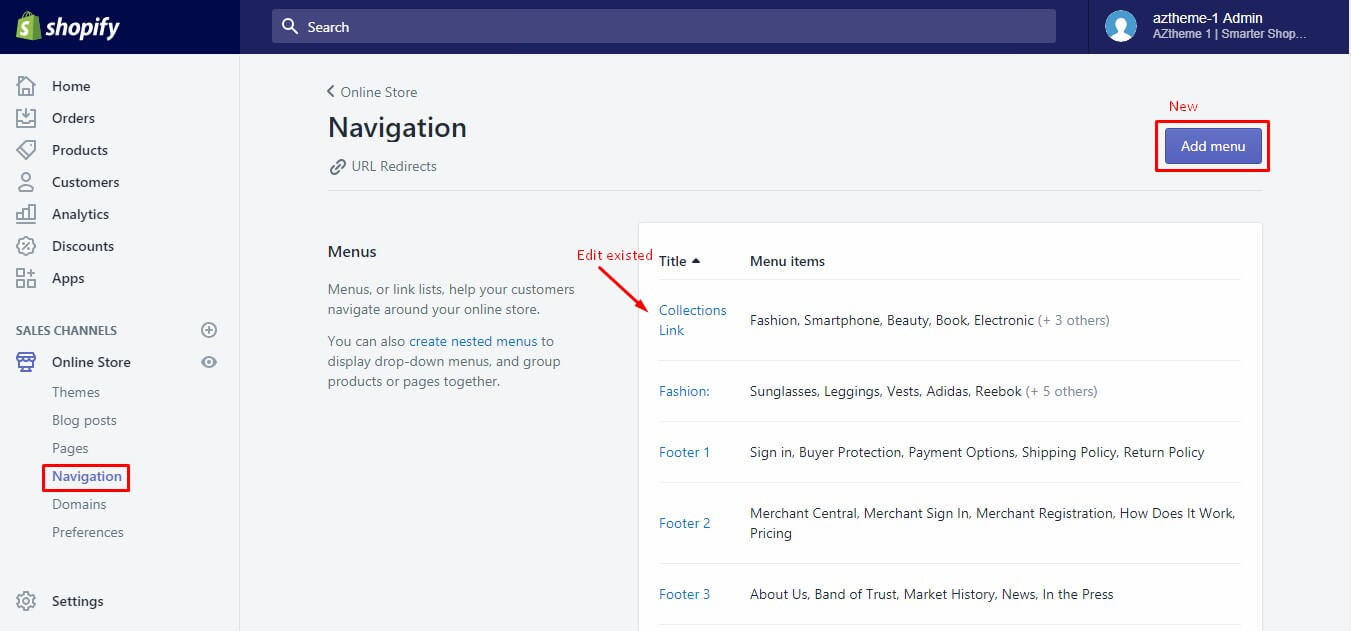 shopify
Search
aztheme-1 Admin
AZtheme 1 | Smarter Shop...
Home
Orders
Products
Customers
Analytics
Discounts
Apps
SALES CHANNELS
Online Store
Themes
Blog posts
Pages
Navigation
Domains
Preferences
Settings
Online Store
Navigation
URL Redirects
New
Add menu
Menus
Menus, or link lists, help your customers
navigate around your online store.
You can also create nested menus to
display drop-down menus, and group
products or pages together.
Edit existed
Title
Menu items
Collections
Link
Fashion, Smartphone, Beauty, Book, Electronic (+ 3 others)
Fashion:
Sunglasses, Leggings, Vests, Adidas, Reebok (+ 5 others)
Footer 1
Sign in, Buyer Protection, Payment Options, Shipping Policy, Return Policy
Footer 2
Merchant Central, Merchant Sign In, Merchant Registration, How Does It Work,
Pricing
Footer 3
About Us, Band of Trust, Market History, News, In the Press